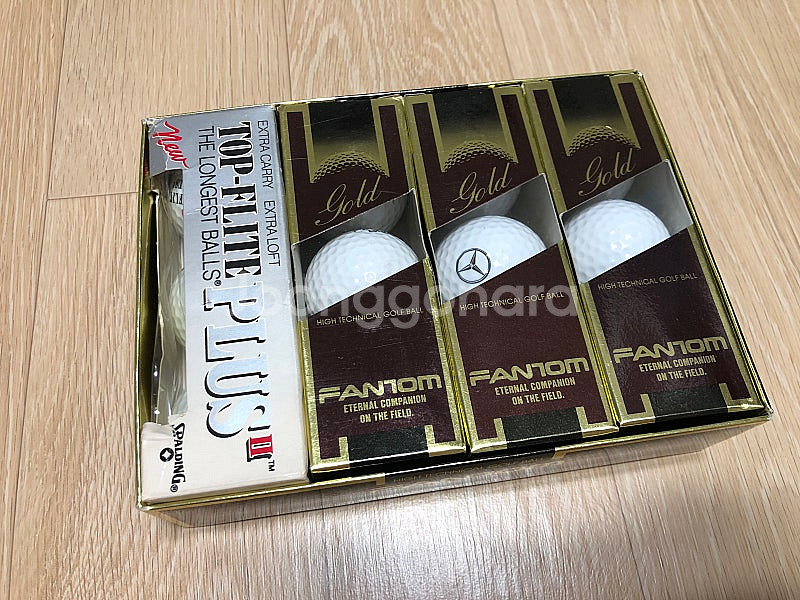 New
EXTRA CARRY EXTRA LOFT
TOP-FLITE PLUS II™
THE LONGEST BALLS®
SPALDING®
Gold
HIGH TECHNICAL GOLF BALL
FANTOM
ETERNAL COMPANION
ON THE FIELD.
Gold
HIGH TECHNICAL GOLF BALL
FANTOM
ETERNAL COMPANION
ON THE FIELD.
Gold
HIGH TECHNICAL GOLF BALL
FANTOM
ETERNAL COMPANION
ON THE FIELD.
joonggonara